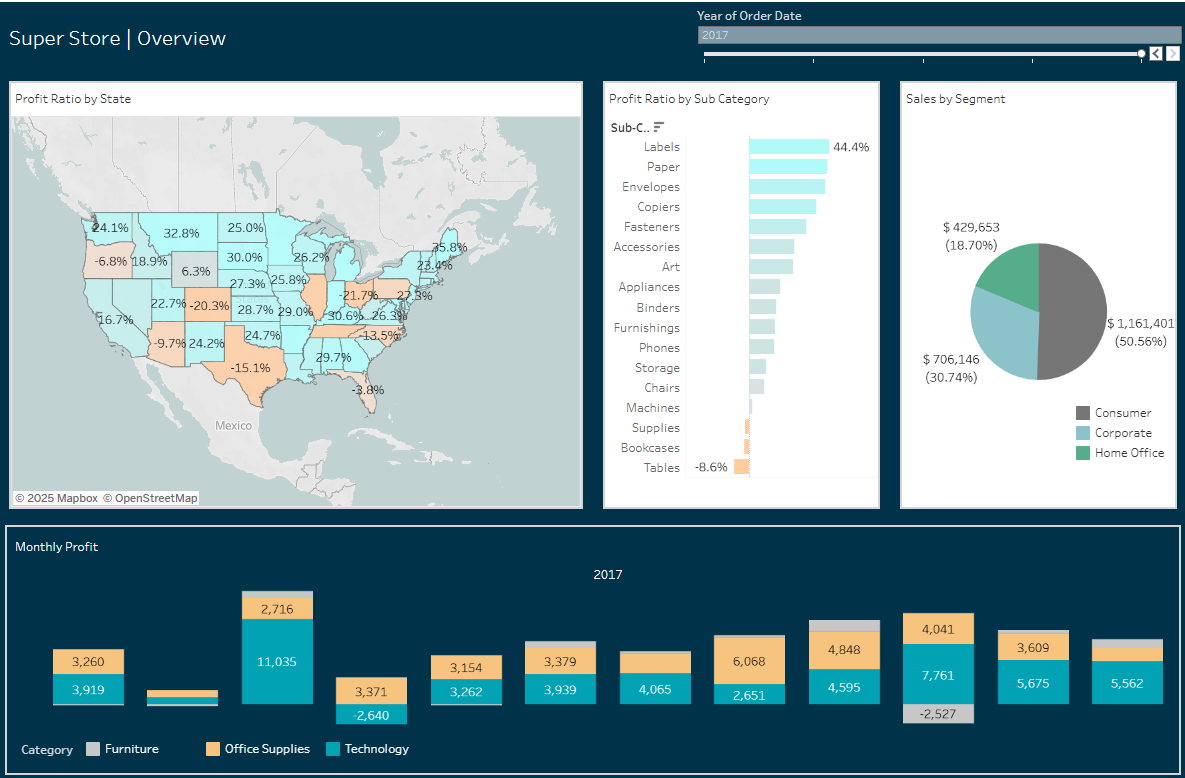 Super Store | Overview
Year of Order Date
2017
Profit Ratio by State
24.1%
32.8%
25.0%
35.8%
-6.8%
18.9%
6.3%
30.0%
26.2%
23.4%
27.3%
25.8%
-21.7%
27.3%
22.7%
-20.3%
28.7%
29.0%
30.6%
26.3%
16.7%
-9.7%
24.2%
24.7%
-13.5%
29.7%
-15.1%
-3.8%
Mexico
© 2025 Mapbox © OpenStreetMap
Profit Ratio by Sub Category
Sub-C..
Labels 44.4%
Paper
Envelopes
Copiers
Fasteners
Accessories
Art
Appliances
Binders
Furnishings
Phones
Storage
Chairs
Machines
Supplies
Bookcases
Tables -8.6%
Sales by Segment
$ 429,653
(18.70%)
$ 1,161,401
(50.56%)
$ 706,146
(30.74%)
Consumer
Corporate
Home Office
Monthly Profit
2017
3,260
3,919
2,716
11,035
3,371
-2,640
3,154
3,262
3,379
3,939
4,065
6,068
2,651
4,848
4,595
4,041
7,761
-2,527
3,609
5,675
5,562
Category Furniture Office Supplies Technology